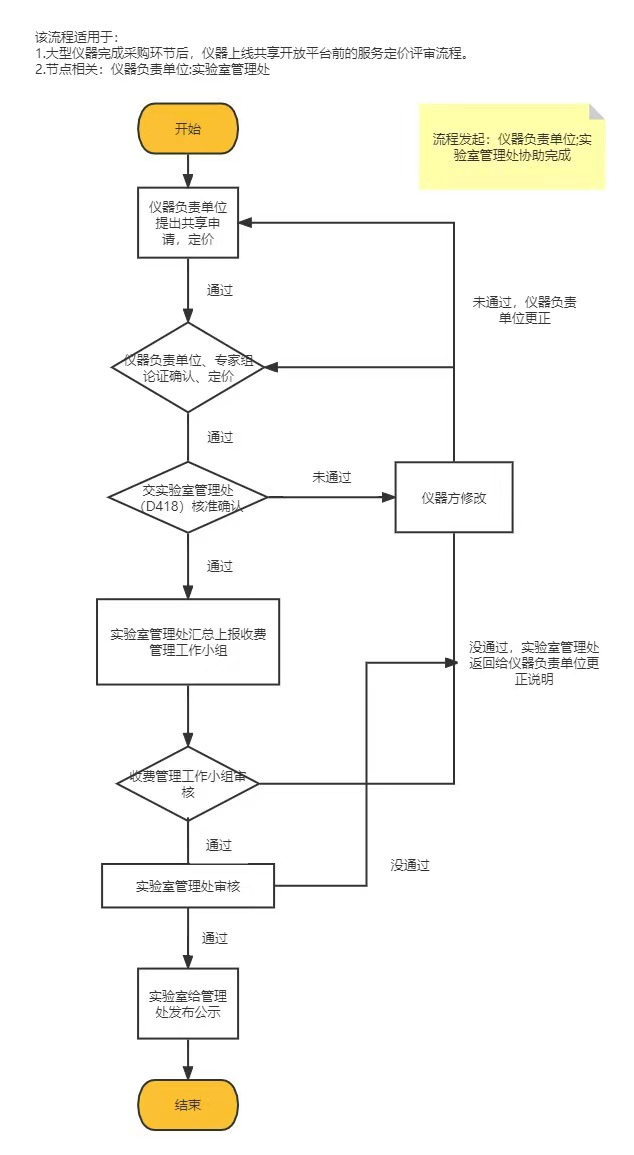 该流程适用于：
1.大型仪器完成采购环节后，仪器上线共享开放平台前的服务定价评审流程。
2.节点相关：仪器负责单位;实验室管理处
开始
流程发起：仪器负责单位;实
验室管理处协助完成
仪器负责单位
提出共享申
请，定价
通过
未通过，仪器负责
单位更正
仪器负责单位、专家组
论证确认、定价
通过
交实验室管理处
（D418）核准确认
未通过
仪器方修改
通过
实验室管理处汇总上报收费
管理工作小组
没通过，实验室管理处
返回给仪器负责单位更
正说明
收费管理工作小组审
核
通过
没通过
实验室管理处审核
通过
实验室给管理
处发布公示
结束